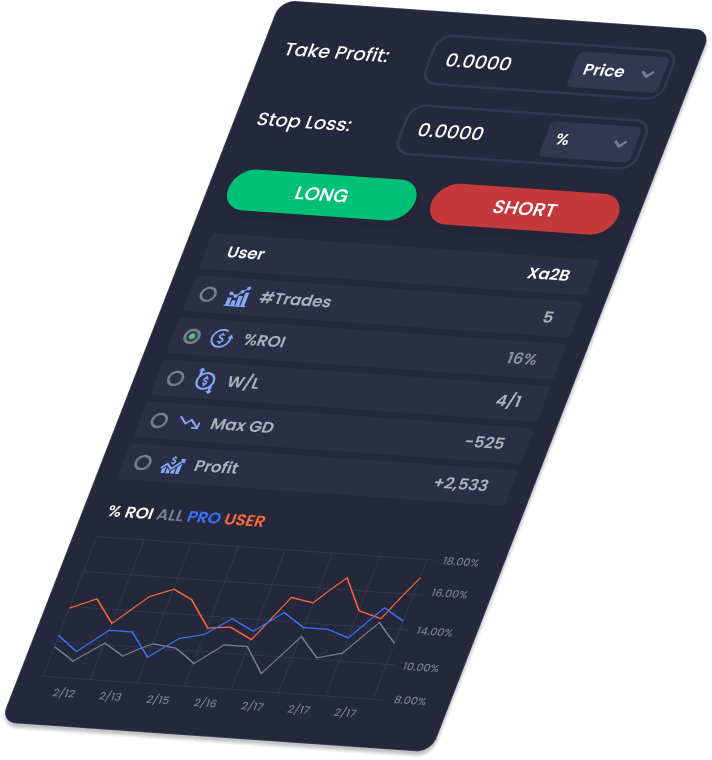 Take Profit: 0.0000 Price
Stop Loss: 0.0000 %
LONG SHORT
User Xa2B
#Trades 5
%ROI 16%
W/L 4/1
Max GD -525
Profit +2,533
% ROI ALL PRO USER
18.00%
16.00%
14.00%
10.00%
8.00%
2/12 2/13 2/15 2/16 2/17 2/17 2/17